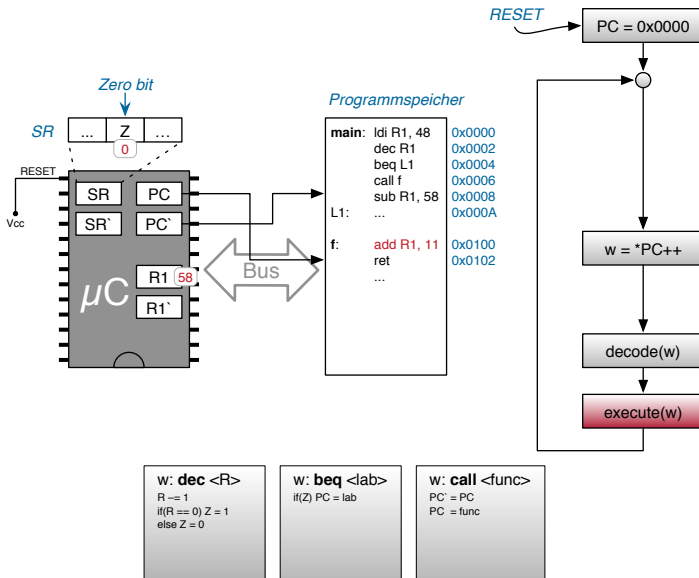 RESET
PC = 0x0000
Zero bit
Programmspeicher
SR
... Z ...
0
main: ldi R1, 48 0x0000
dec R1 0x0002
beq L1 0x0004
call f 0x0006
sub R1, 58 0x0008
L1: ... 0x000A
f: add R1, 11 0x0100
ret 0x0102
...
RESET
Vcc
SR PC
SR` PC`
R1 58
R1`
µC
Bus
w = *PC++
decode(w)
execute(w)
w: dec <R>
R –= 1
if(R == 0) Z = 1
else Z = 0
w: beq <lab>
if(Z) PC = lab
w: call <func>
PC` = PC
PC = func